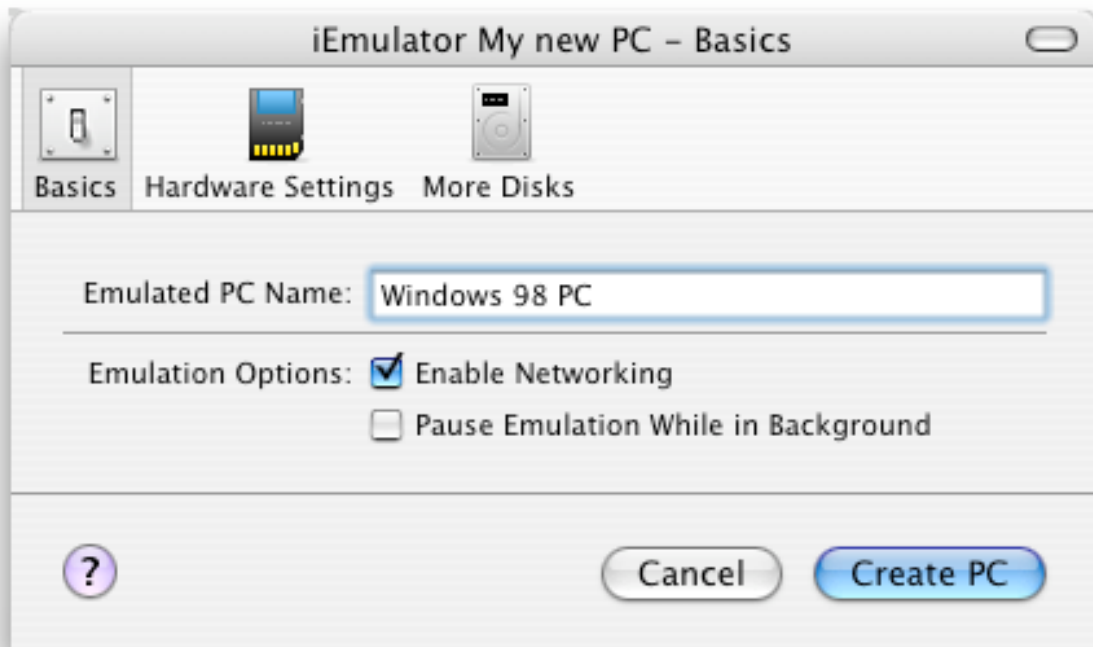 iEmulator My new PC – Basics
Basics Hardware Settings More Disks
Emulated PC Name: Windows 98 PC
Emulation Options: Enable Networking
Pause Emulation While in Background
? Cancel Create PC